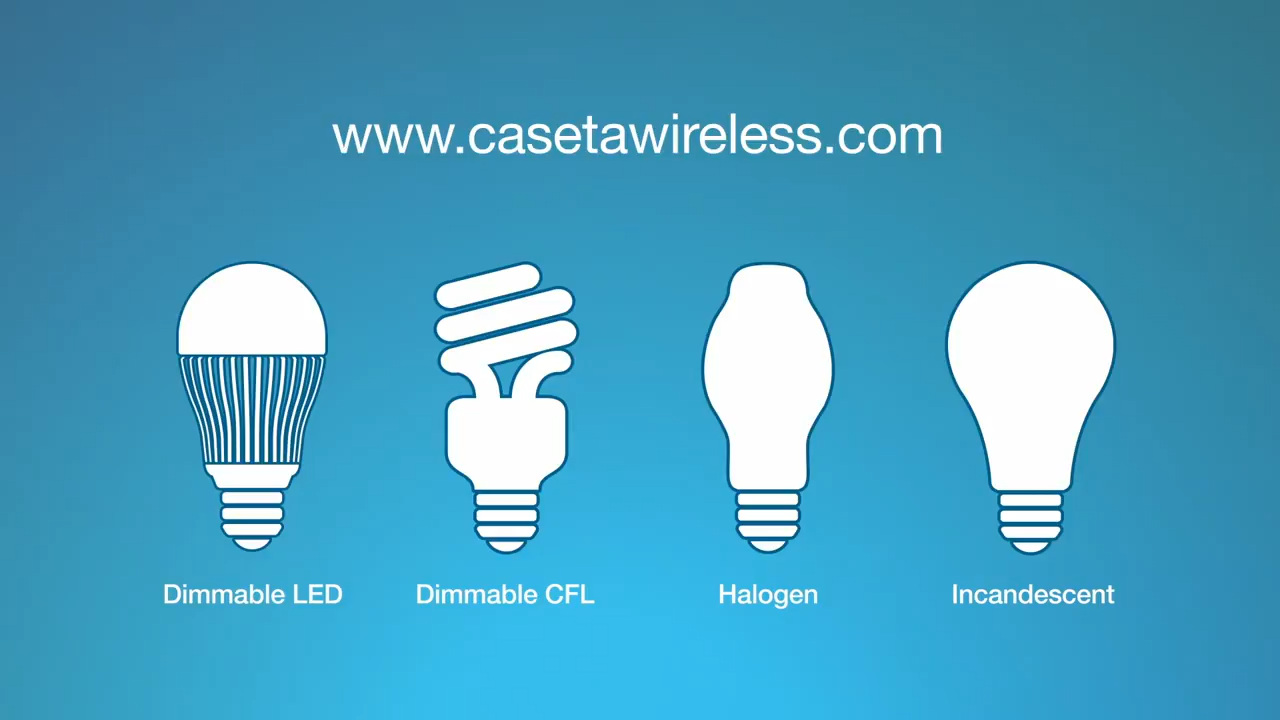 www.casetawireless.com
Dimmable LED
Dimmable CFL
Halogen
Incandescent